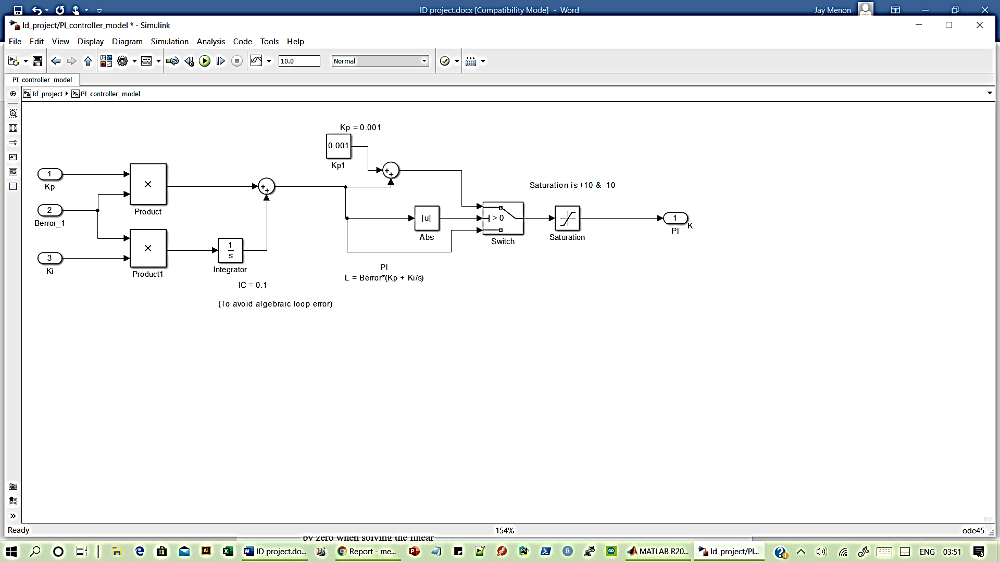 ID project.docx [Compatibility Mode] - Word
Jay Menon
Id_project/PI_controller_model * - Simulink
File Edit View Display Diagram Simulation Analysis Code Tools Help
10.0
Normal
PI_controller_model
Id_project PI_controller_model
Kp = 0.001
0.001
Kp1
1
Kp
×
Product
2
Berror_1
3
Ki
×
Product1
1
s
Integrator
IC = 0.1
(To avoid algebraic loop error)
|u|
Abs
> 0
Switch
Saturation is +10 & -10
Saturation
1
PI
K
PI
L = Berror*(Kp + Ki/s)
Ready
154%
ode45
by zero when solving the linear
ID project.do...
Report - me...
MATLAB R20...
Id_project/PI...
ENG
03:51